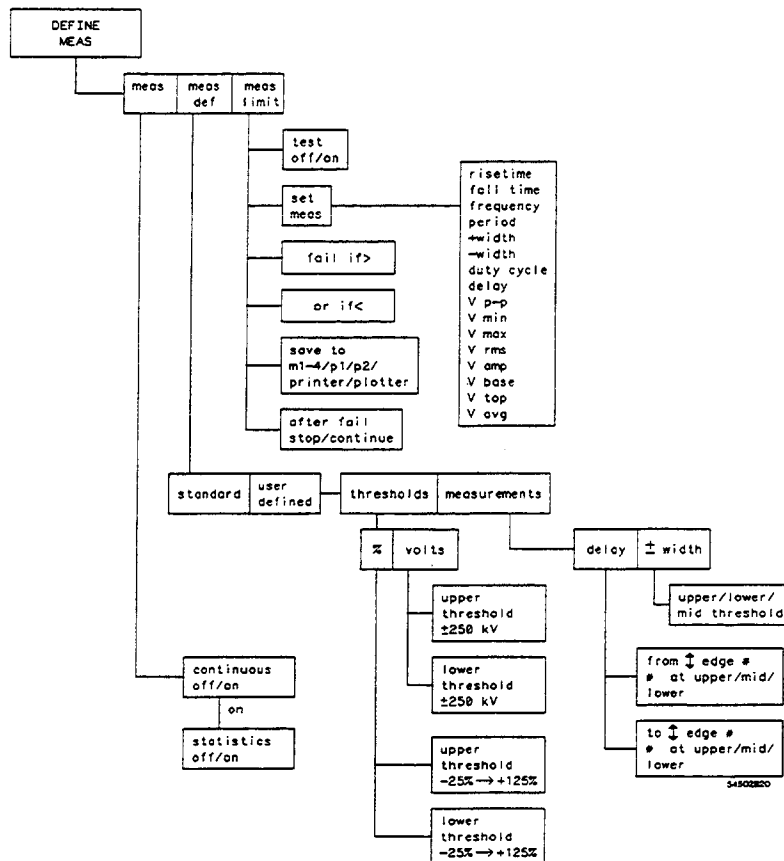 DEFINE
MEAS
meas
meas
def
meas
limit
test
off/on
set
meas
risetime
fall time
frequency
period
+width
-width
duty cycle
delay
V p-p
V min
V max
V rms
V amp
V base
V top
V avg
fail if>
or if<
save to
m1-4/p1/p2/
printer/plotter
after fail
stop/continue
standard
user
defined
thresholds
measurements
%
volts
delay
± width
upper
threshold
±250 kV
upper/lower/
mid threshold
lower
threshold
±250 kV
from ↕ edge #
# at upper/mid/
lower
continuous
off/on
on
statistics
off/on
to ↕ edge #
# at upper/mid/
lower
upper
threshold
-25%→+125%
54502B20
lower
threshold
-25%→+125%